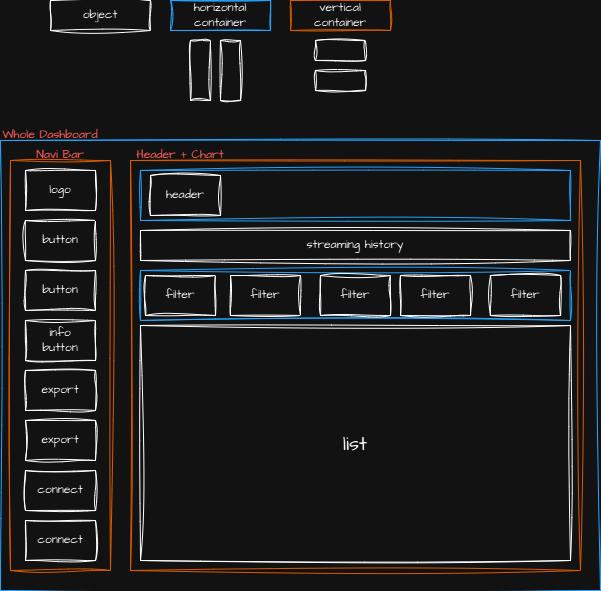 object
horizontal
container
vertical
container
Whole Dashboard
Navi Bar
Header + Chart
logo
button
button
info
button
export
export
connect
connect
header
streaming history
filter
filter
filter
filter
filter
list